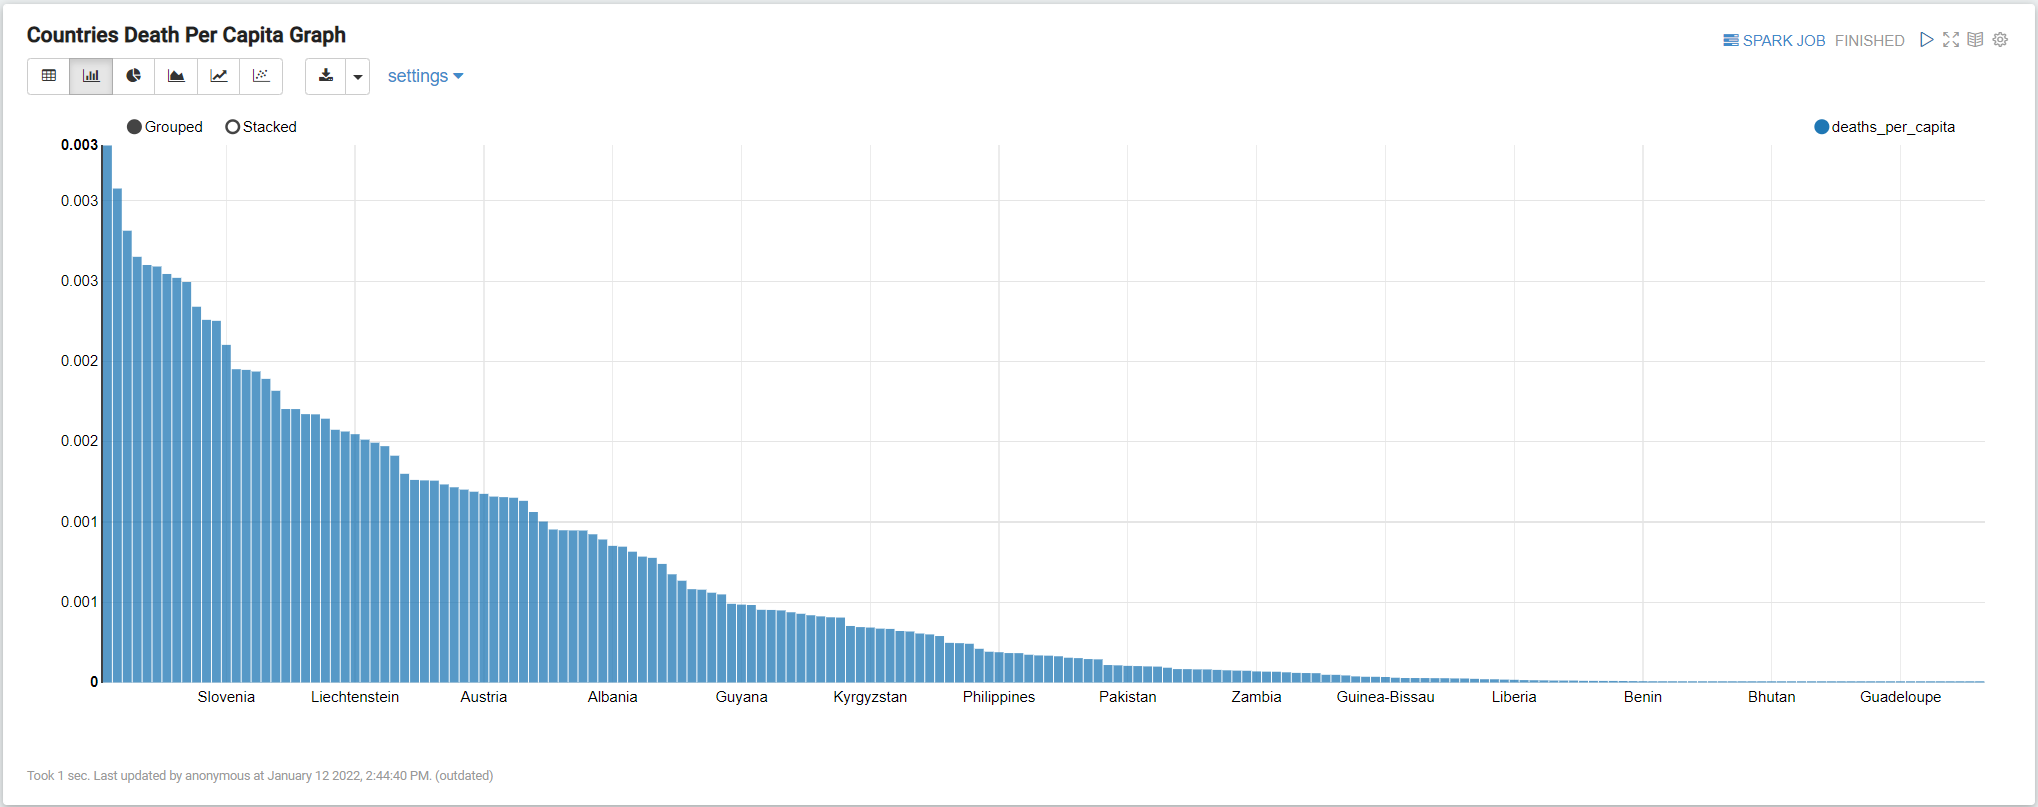 Countries Death Per Capita Graph
SPARK JOB FINISHED
settings
Grouped Stacked
deaths_per_capita
0.003
0.003
0.003
0.002
0.002
0.001
0.001
0
Slovenia Liechtenstein Austria Albania Guyana Kyrgyzstan Philippines Pakistan Zambia Guinea-Bissau Liberia Benin Bhutan Guadeloupe
Took 1 sec. Last updated by anonymous at January 12 2022, 2:44:40 PM. (outdated)